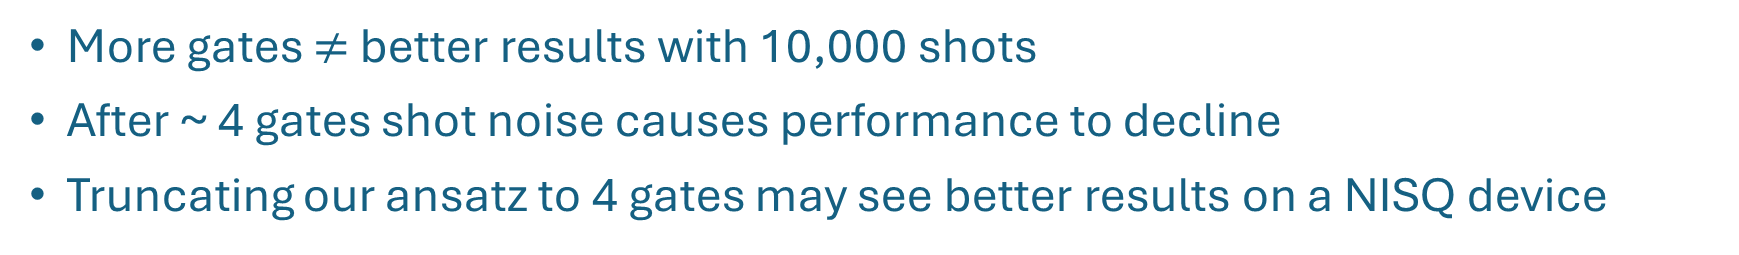 • More gates ≠ better results with 10,000 shots
• After ~ 4 gates shot noise causes performance to decline
• Truncating our ansatz to 4 gates may see better results on a NISQ device